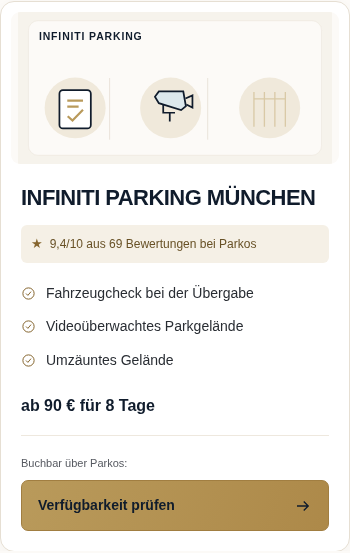 INFINITI PARKING
INFINITI PARKING MÜNCHEN
★ 9,4/10 aus 69 Bewertungen bei Parkos
Fahrzeugcheck bei der Übergabe
Videoüberwachtes Parkgelände
Umzäuntes Gelände
ab 90 € für 8 Tage
Buchbar über Parkos:
Verfügbarkeit prüfen →